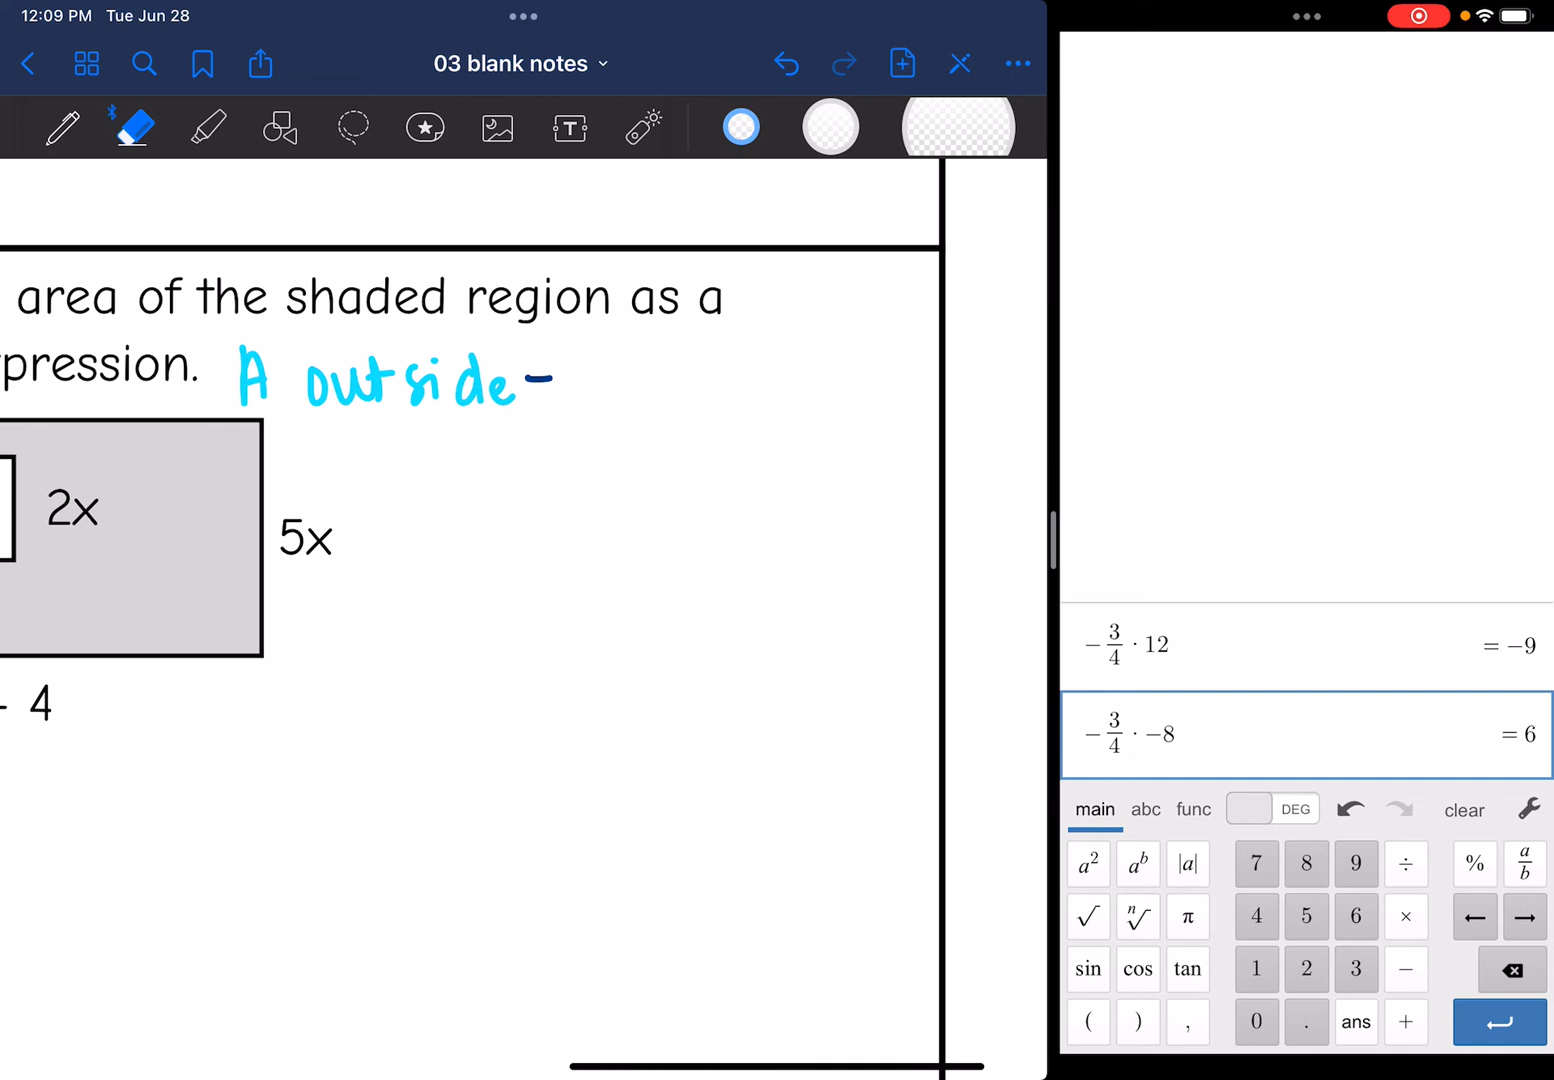 12:09 PM Tue Jun 28
03 blank notes
area of the shaded region as a
pression. A outside -
2x
5x
- 4
-3/4 · 12 = -9
-3/4 · -8 = 6
main abc func DEG clear
a² aᵇ |a| 7 8 9 ÷ % a/b
√ ⁿ√ π 4 5 6 × ← →
sin cos tan 1 2 3 −
( ) , 0 . ans +